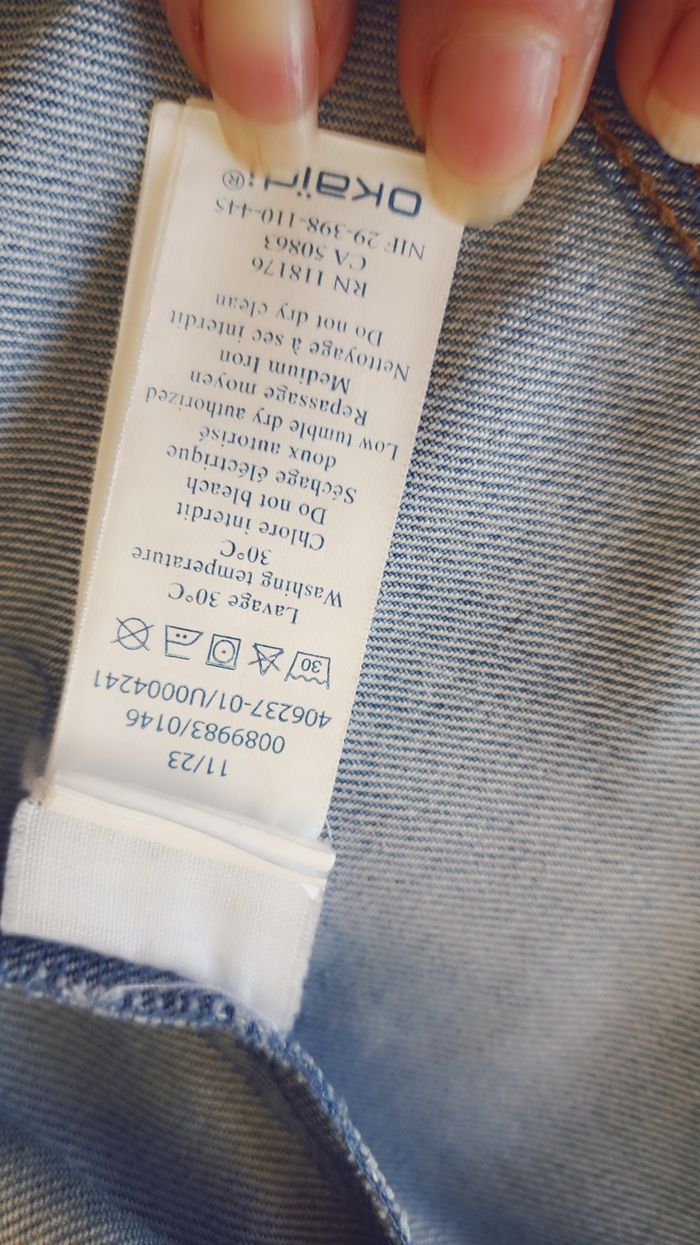 okaïdi®
NIF 29-398-110-445
CA 50863
RN 118176
Do not dry clean
Nettoyage à sec interdit
Medium Iron
Repassage moyen
Low tumble dry authorized
doux autorisé
Séchage éléctrique
Do not bleach
Chlore interdit
30°C
Washing temperature
Lavage 30°C
30
406237-01/U0004241
0089983/0146
11/23